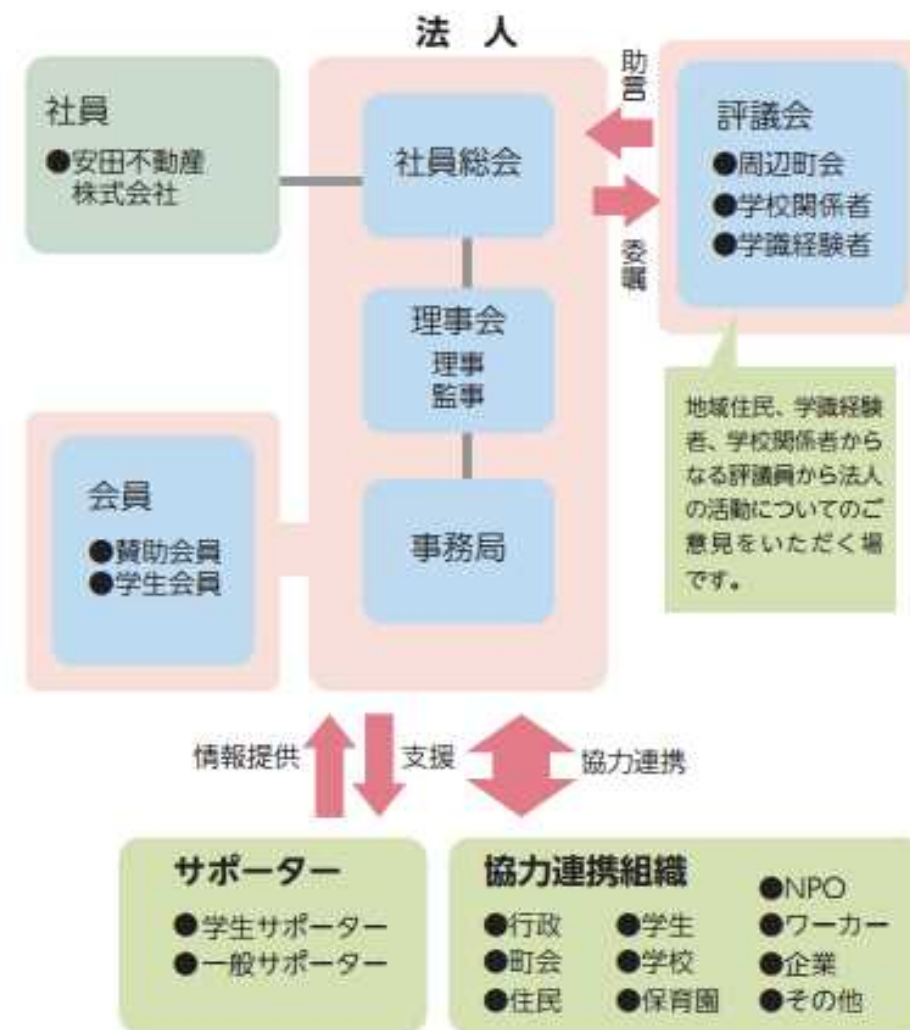 法 人
社員
●安田不動産
株式会社
社員総会
助言
委嘱
評議会
●周辺町会
●学校関係者
●学識経験者
理事会
理事
監事
地域住民、学識経験
者、学校関係者から
なる評議員から法人
の活動についてのご
意見をいただく場
です。
会員
●賛助会員
●学生会員
事務局
情報提供
支援
協力連携
サポーター
●学生サポーター
●一般サポーター
協力連携組織
●行政
●町会
●住民
●学生
●学校
●保育園
●NPO
●ワーカー
●企業
●その他